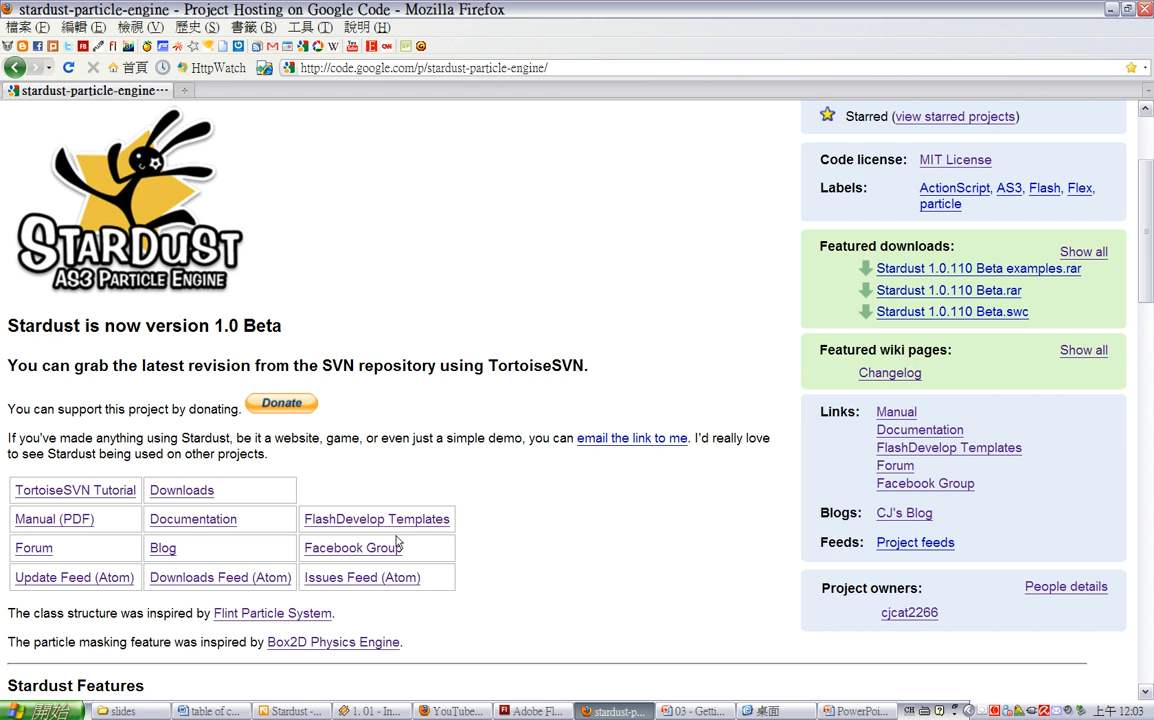 stardust-particle-engine - Project Hosting on Google Code - Mozilla Firefox
檔案(F) 編輯(E) 檢視(V) 歷史(S) 書籤(B) 工具(T) 說明(H)
首頁 HttpWatch http://code.google.com/p/stardust-particle-engine/
stardust-particle-engine…
STARDUST
AS3 PARTICLE ENGINE
Stardust is now version 1.0 Beta
You can grab the latest revision from the SVN repository using TortoiseSVN.
You can support this project by donating. Donate
If you've made anything using Stardust, be it a website, game, or even just a simple demo, you can email the link to me. I'd really love
to see Stardust being used on other projects.
TortoiseSVN Tutorial Downloads
Manual (PDF) Documentation FlashDevelop Templates
Forum Blog Facebook Group
Update Feed (Atom) Downloads Feed (Atom) Issues Feed (Atom)
The class structure was inspired by Flint Particle System.
The particle masking feature was inspired by Box2D Physics Engine.
Stardust Features
Starred (view starred projects)
Code license: MIT License
Labels: ActionScript, AS3, Flash, Flex,
particle
Featured downloads: Show all
Stardust 1.0.110 Beta examples.rar
Stardust 1.0.110 Beta.rar
Stardust 1.0.110 Beta.swc
Featured wiki pages: Show all
Changelog
Links: Manual
Documentation
FlashDevelop Templates
Forum
Facebook Group
Blogs: CJ's Blog
Feeds: Project feeds
Project owners: People details
cjcat2266
開始 slides table of c... Stardust -... 1. 01 - In... YouTube... Adobe Fl... stardust-p... 03 - Getti... 桌面 PowerPoi... CH 上午 12:03